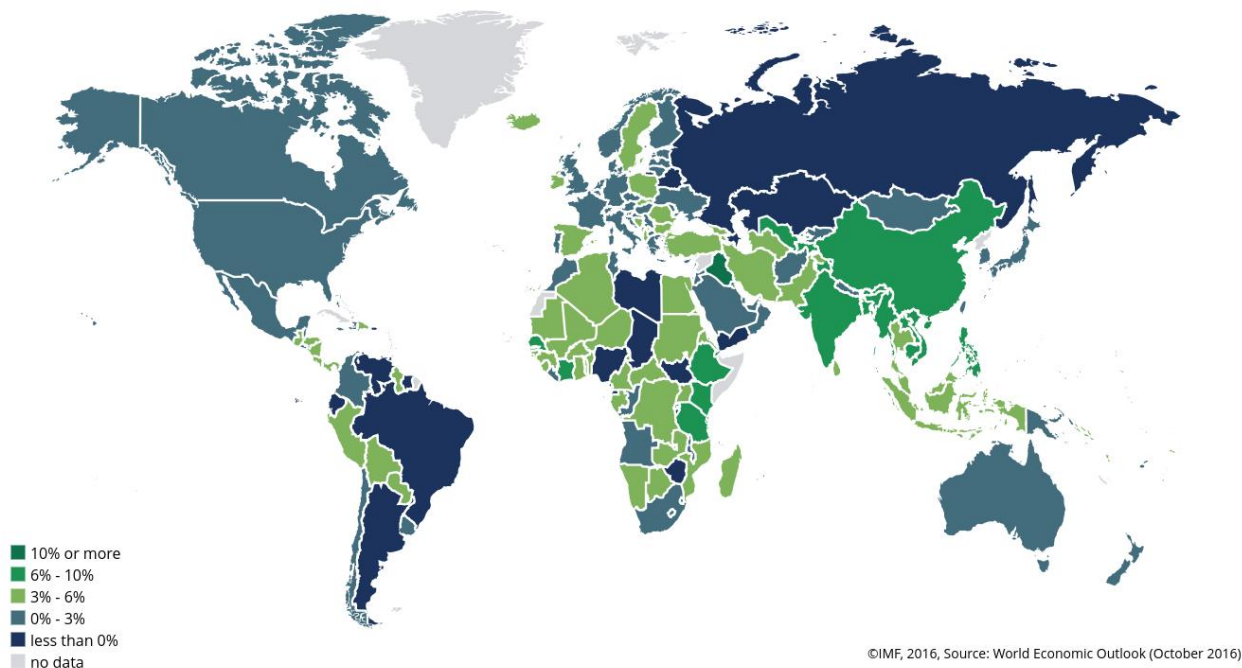 10% or more
6% - 10%
3% - 6%
0% - 3%
less than 0%
no data
©IMF, 2016, Source: World Economic Outlook (October 2016)